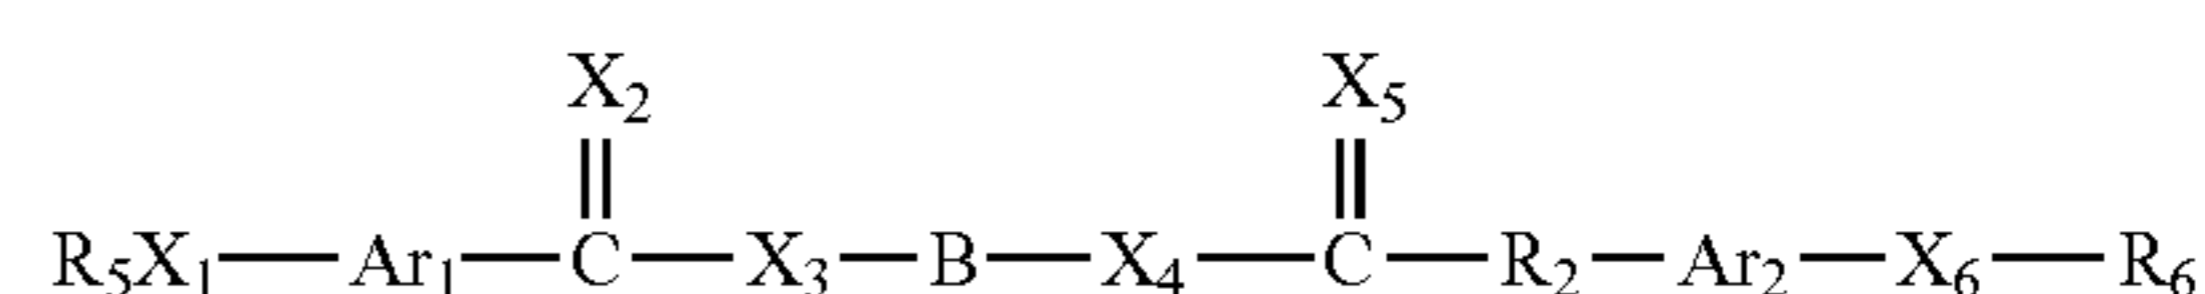 X₂ X₅
R₅X₁—Ar₁—C—X₃—B—X₄—C—R₂—Ar₂—X₆—R₆